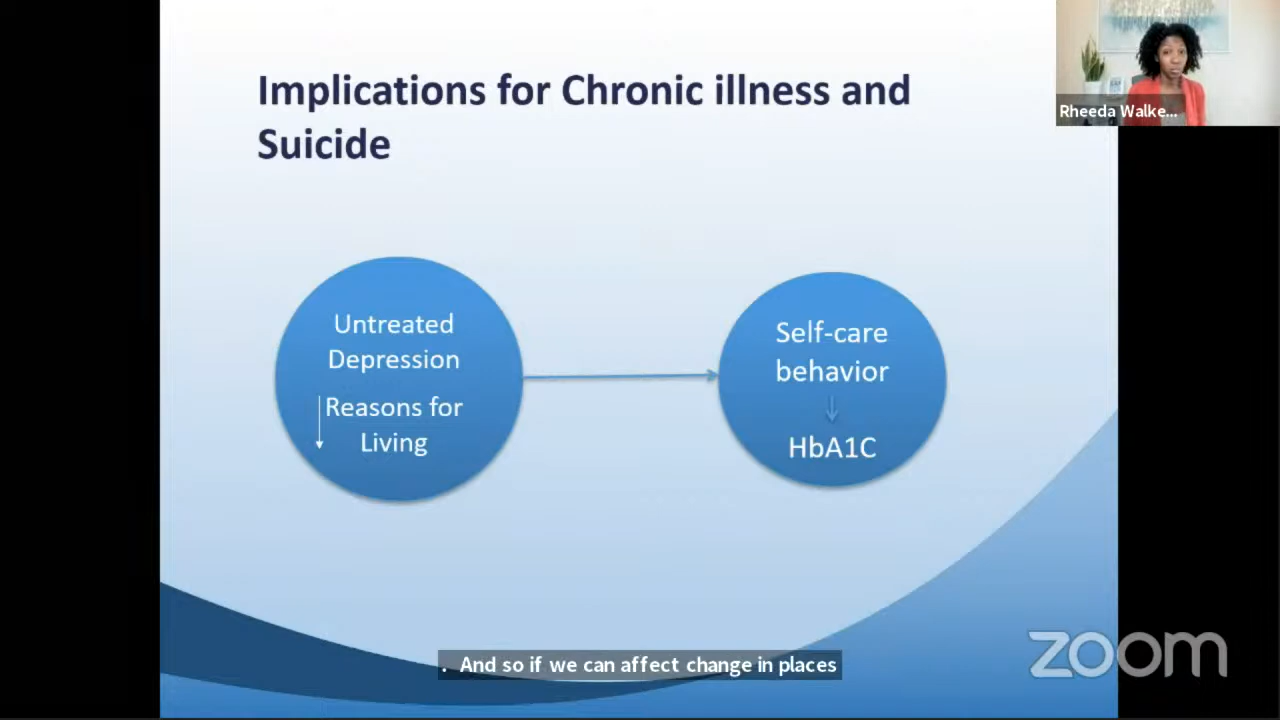 Implications for Chronic illness and
Suicide
Rheeda Walke...
Untreated
Depression
Reasons for
Living
Self-care
behavior
HbA1C
. And so if we can affect change in places
zoom